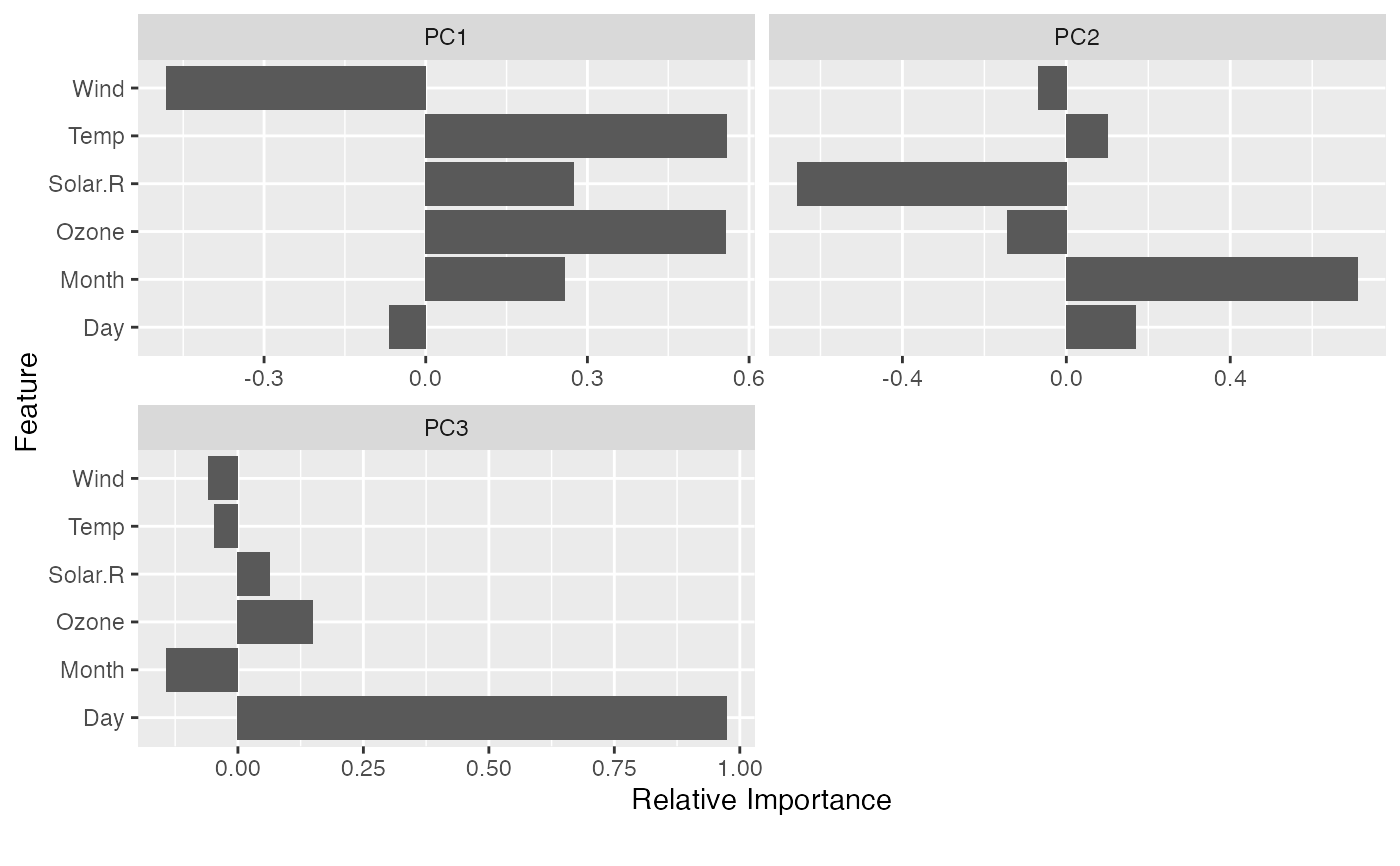 PC1
PC2
Wind
Temp
Solar.R
Ozone
Month
Day
-0.3 0.0 0.3 0.6
-0.4 0.0 0.4
Feature
PC3
Wind
Temp
Solar.R
Ozone
Month
Day
0.00 0.25 0.50 0.75 1.00
Relative Importance